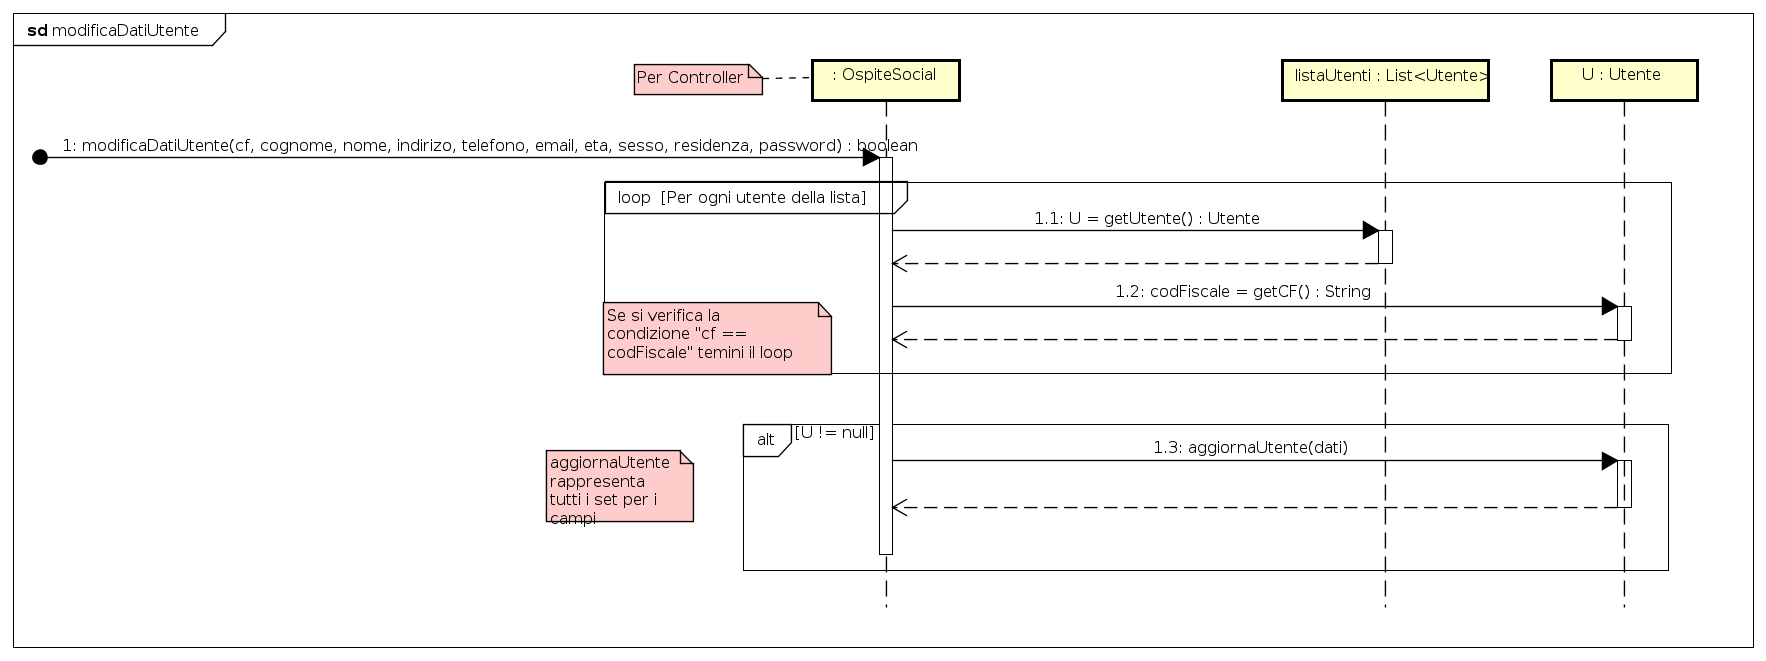 sd modificaDatiUtente
Per Controller
: OspiteSocial
listaUtenti : List<Utente>
U : Utente
1: modificaDatiUtente(cf, cognome, nome, indirizo, telefono, email, eta, sesso, residenza, password) : boolean
loop [Per ogni utente della lista]
1.1: U = getUtente() : Utente
1.2: codFiscale = getCF() : String
Se si verifica la
condizione "cf ==
codFiscale" temini il loop
alt
[U != null]
1.3: aggiornaUtente(dati)
aggiornaUtente
rappresenta
tutti i set per i
campi